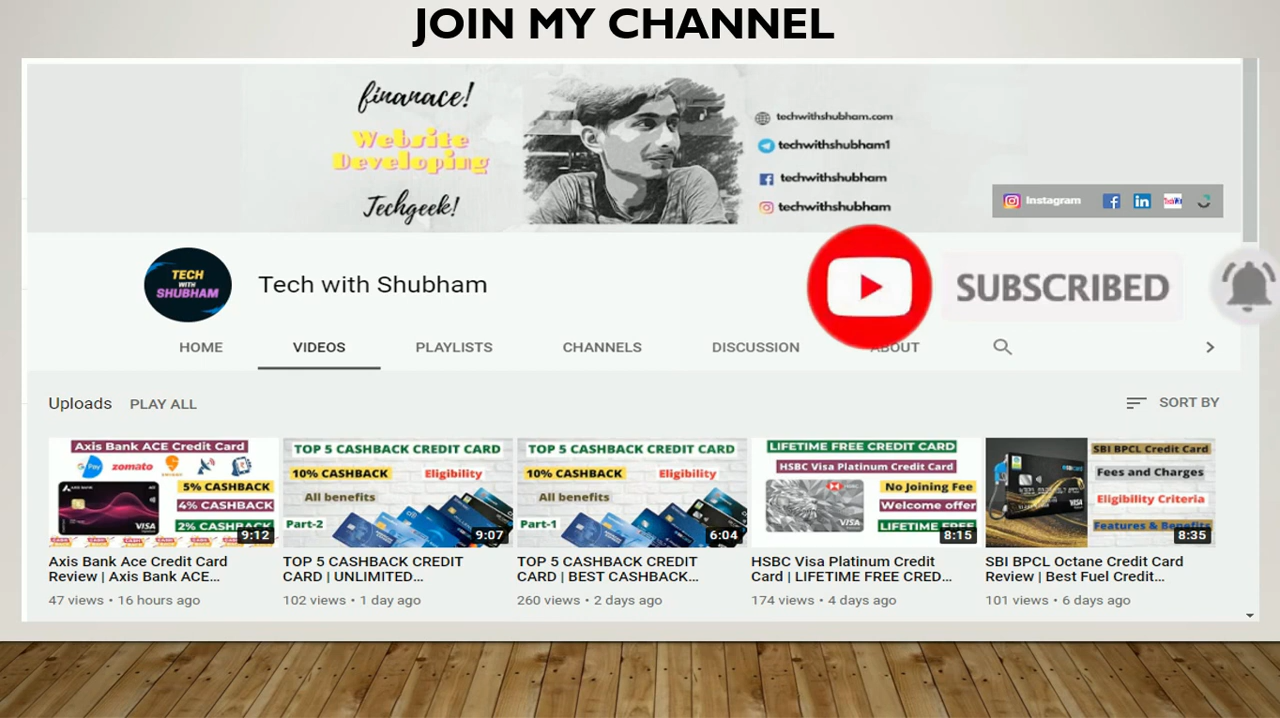 JOIN MY CHANNEL
finanace!
Website
Developing
Techgeek!
techwithshubham.com
techwithshubham1
techwithshubham
techwithshubham
Instagram
TECH
WITH
SHUBHAM
Tech with Shubham
SUBSCRIBED
HOME VIDEOS PLAYLISTS CHANNELS DISCUSSION ABOUT
Uploads PLAY ALL SORT BY
Axis Bank ACE Credit Card
Pay zomato
5% CASHBACK
4% CASHBACK
2% CASHBACK
VISA
9:12
TOP 5 CASHBACK CREDIT CARD
10% CASHBACK Eligibility
All benefits
Part-2
9:07
TOP 5 CASHBACK CREDIT CARD
10% CASHBACK Eligibility
All benefits
Part-1
6:04
LIFETIME FREE CREDIT CARD
HSBC Visa Platinum Credit Card
HSBC
No Joining Fee
Welcome offer
VISA
LIFETIME FREE
8:15
SBI BPCL Credit Card
Fees and Charges
Eligibility Criteria
Features & Benefits
8:35
Axis Bank Ace Credit Card
Review | Axis Bank ACE...
47 views • 16 hours ago
TOP 5 CASHBACK CREDIT
CARD | UNLIMITED...
102 views • 1 day ago
TOP 5 CASHBACK CREDIT
CARD | BEST CASHBACK...
260 views • 2 days ago
HSBC Visa Platinum Credit
Card | LIFETIME FREE CRED...
174 views • 4 days ago
SBI BPCL Octane Credit Card
Review | Best Fuel Credit...
101 views • 6 days ago